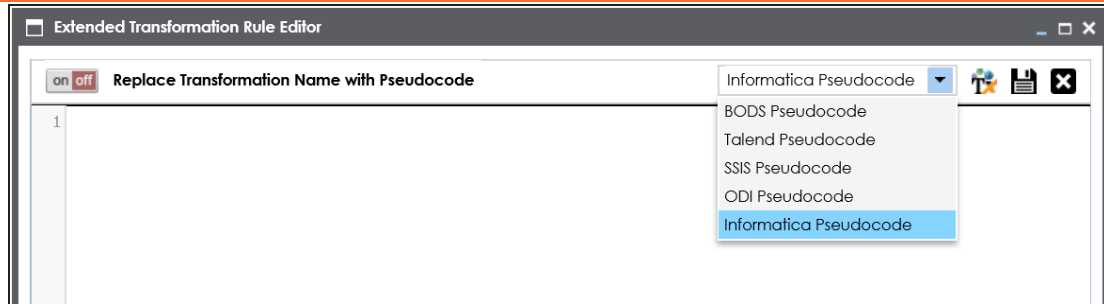 Extended Transformation Rule Editor
on off Replace Transformation Name with Pseudocode Informatica Pseudocode
BODS Pseudocode
Talend Pseudocode
SSIS Pseudocode
ODI Pseudocode
Informatica Pseudocode
1